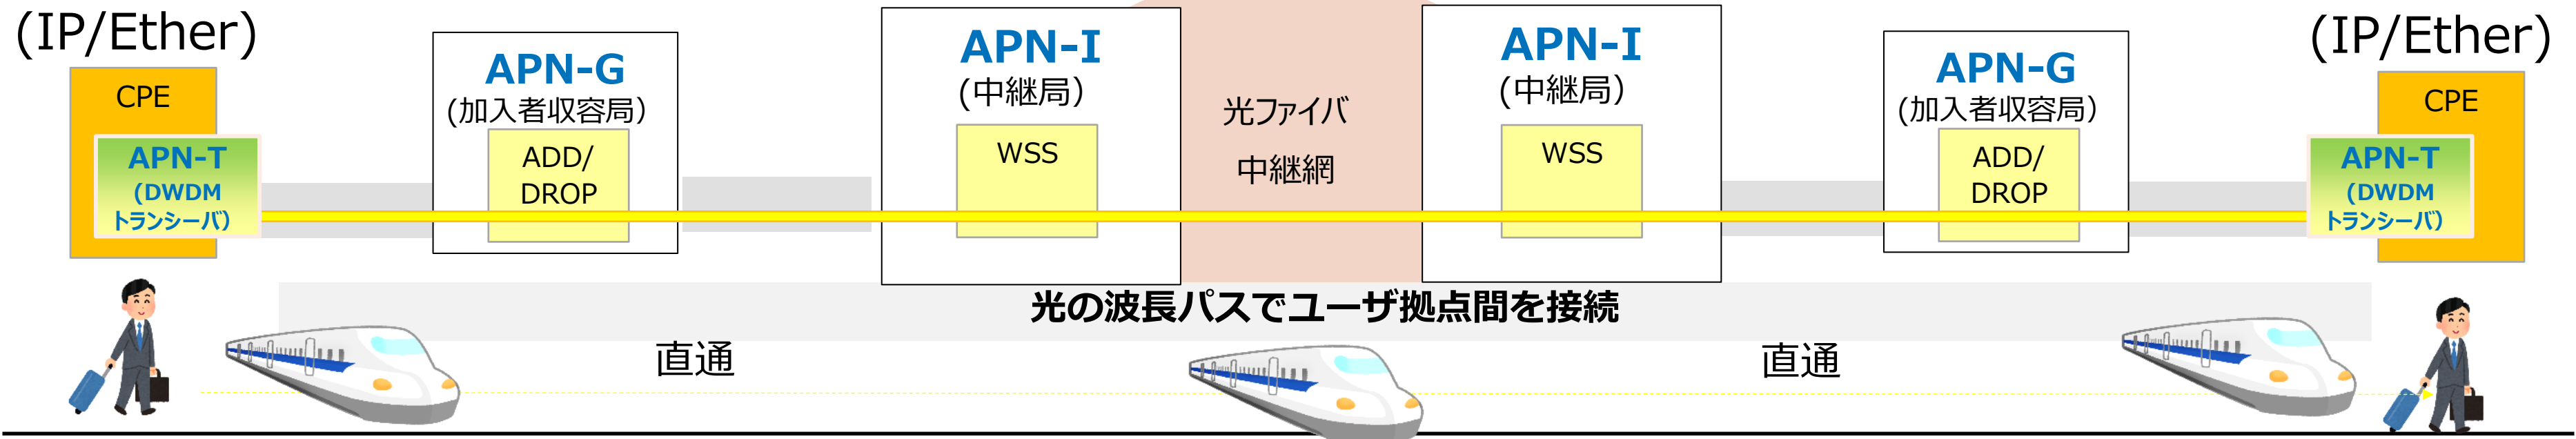 (IP/Ether)
CPE
APN-T
(DWDM
トランシーバ)
APN-G
(加入者収容局)
ADD/
DROP
APN-I
(中継局)
WSS
光ファイバ
中継網
APN-I
(中継局)
WSS
APN-G
(加入者収容局)
ADD/
DROP
(IP/Ether)
CPE
APN-T
(DWDM
トランシーバ)
光の波長パスでユーザ拠点間を接続
直通
直通